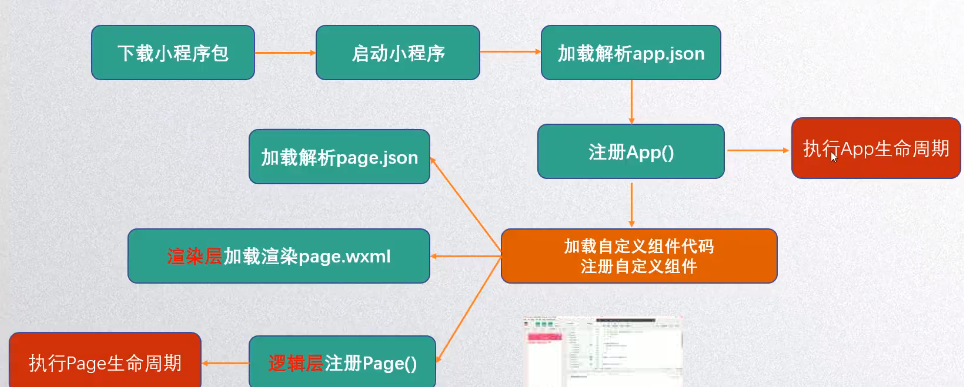 下载小程序包
启动小程序
加载解析app.json
注册App()
执行App生命周期
加载解析page.json
渲染层加载渲染page.wxml
加载自定义组件代码
注册自定义组件
执行Page生命周期
逻辑层注册Page()